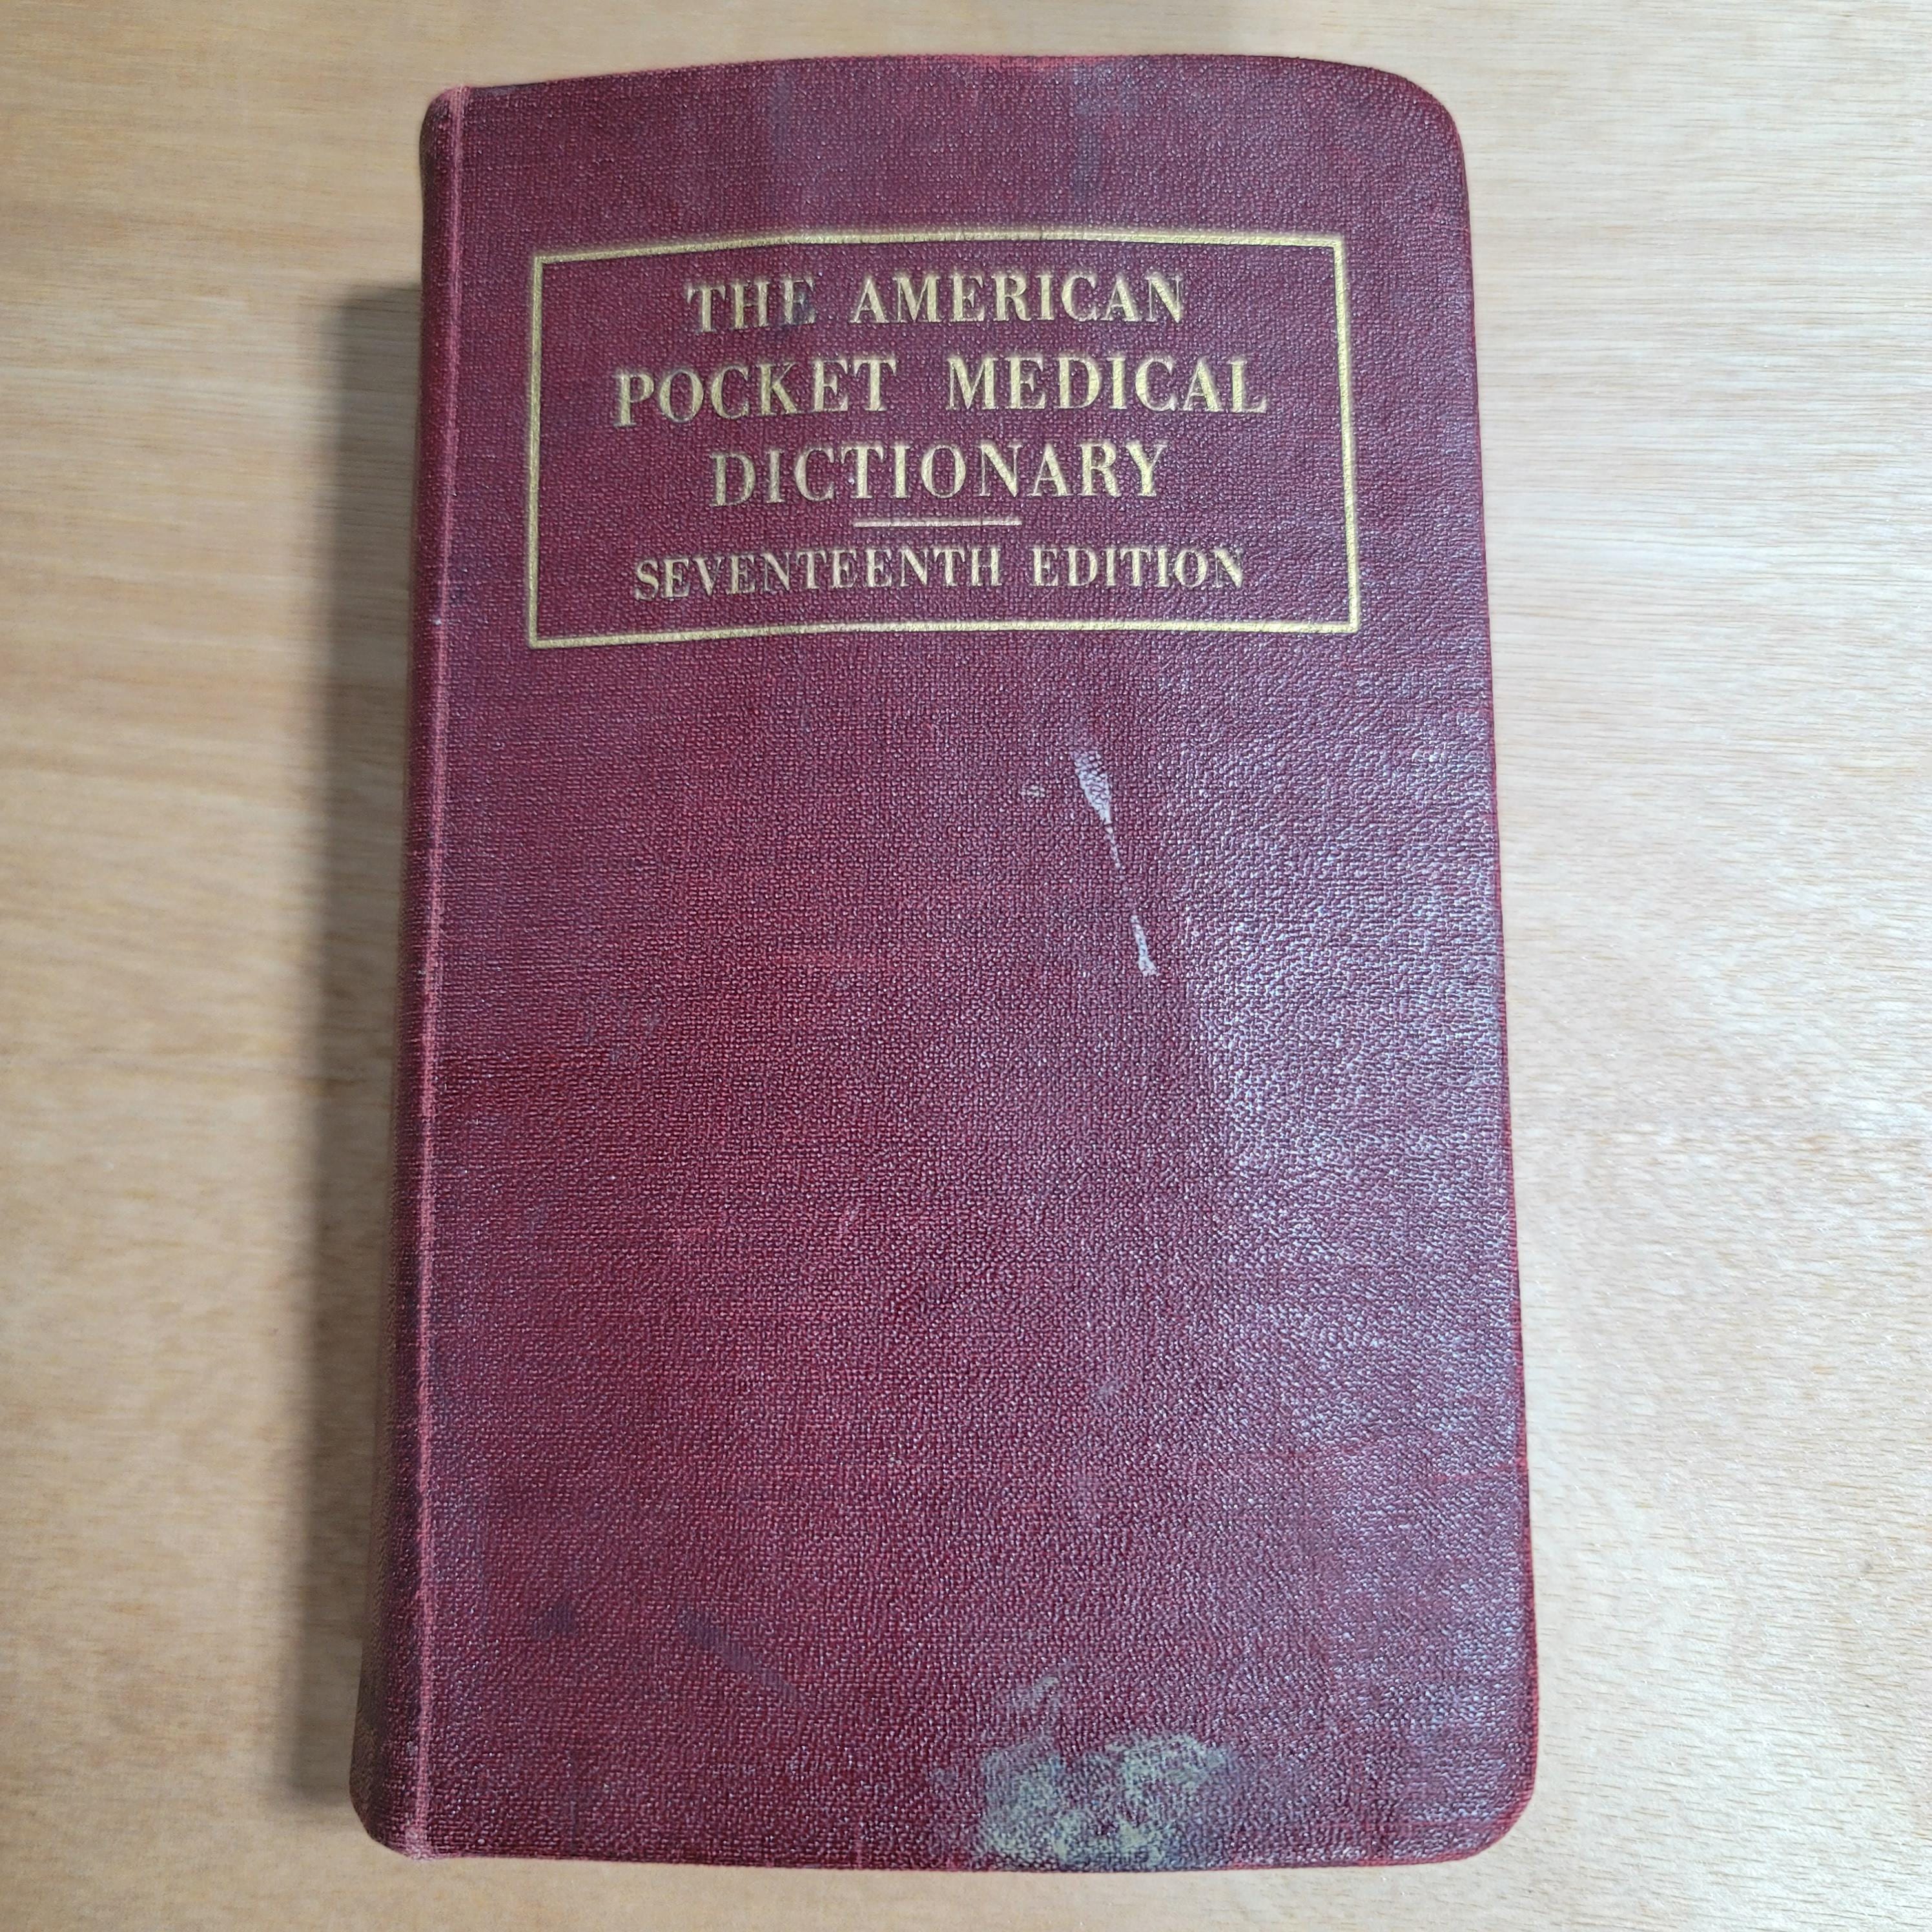 THE AMERICAN
POCKET MEDICAL
DICTIONARY
SEVENTEENTH EDITION